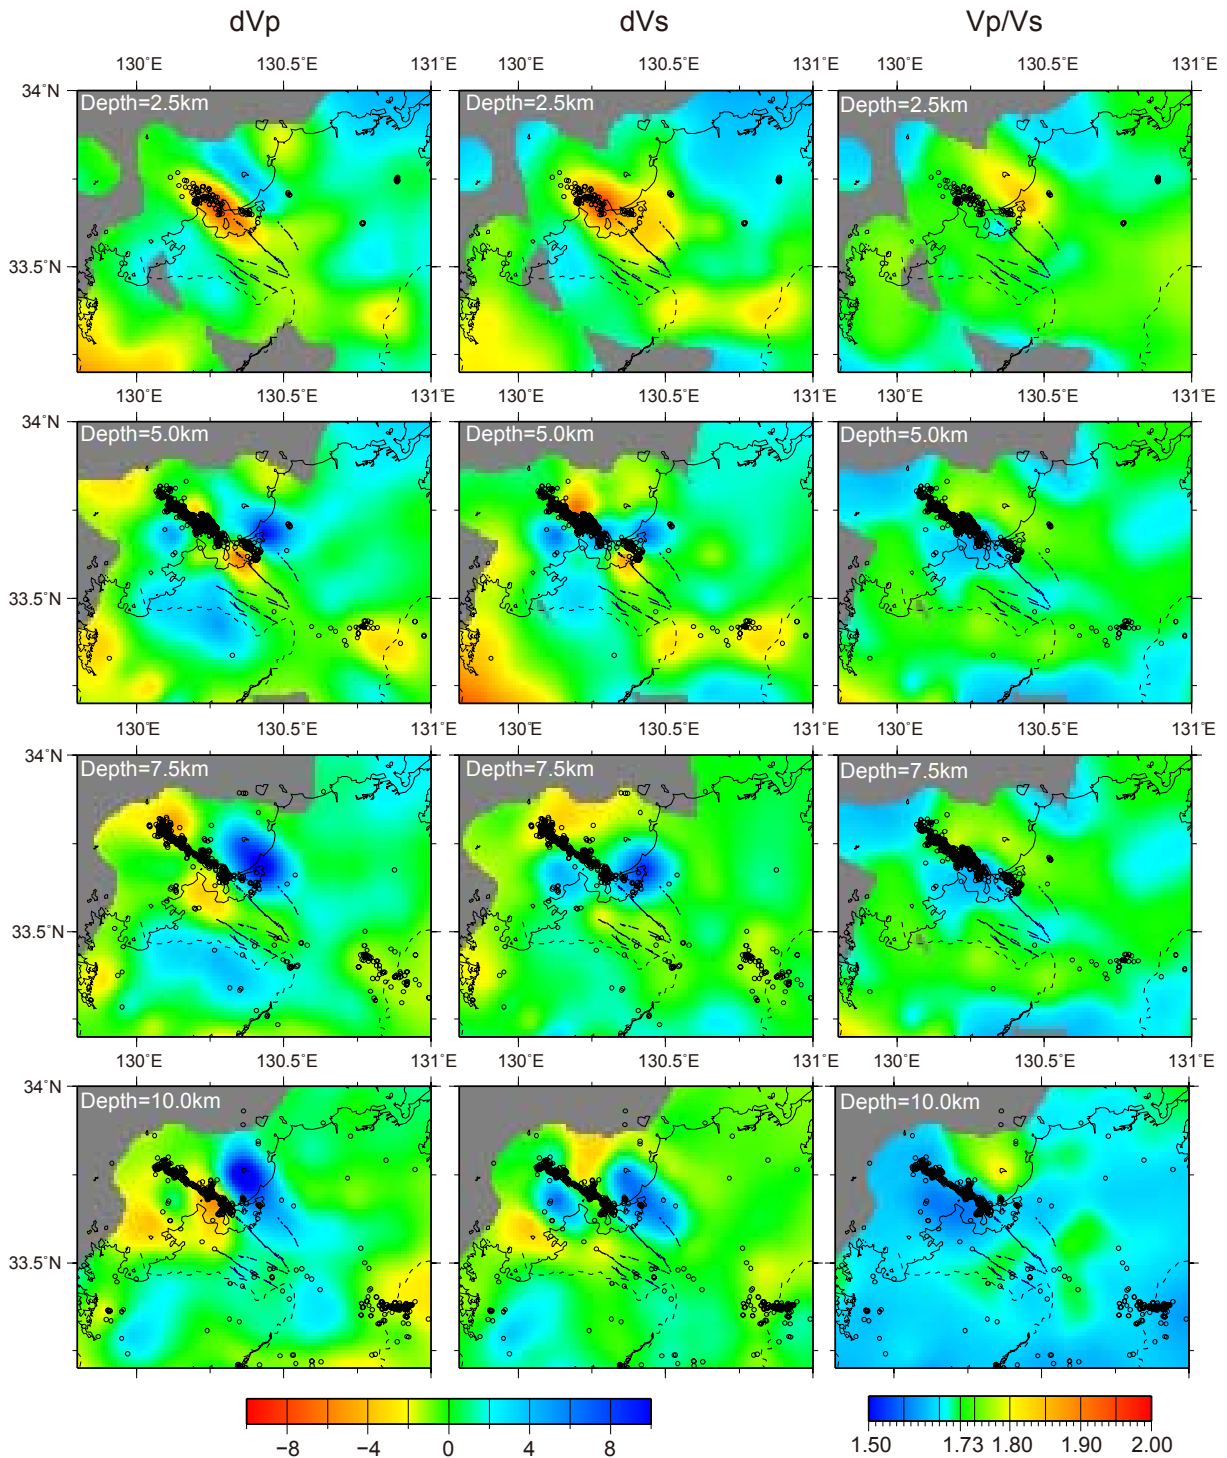 dVp dVs Vp/Vs
130°E 130.5°E 131°E 130°E 130.5°E 131°E 130°E 130.5°E 131°E
34°N
Depth=2.5km Depth=2.5km Depth=2.5km
33.5°N
130°E 130.5°E 131°E 130°E 130.5°E 131°E 130°E 130.5°E 131°E
34°N
Depth=5.0km Depth=5.0km Depth=5.0km
33.5°N
130°E 130.5°E 131°E 130°E 130.5°E 131°E 130°E 130.5°E 131°E
34°N
Depth=7.5km Depth=7.5km Depth=7.5km
33.5°N
130°E 130.5°E 131°E 130°E 130.5°E 131°E 130°E 130.5°E 131°E
34°N
Depth=10.0km Depth=10.0km Depth=10.0km
33.5°N
−8 −4 0 4 8
1.50 1.73 1.80 1.90 2.00